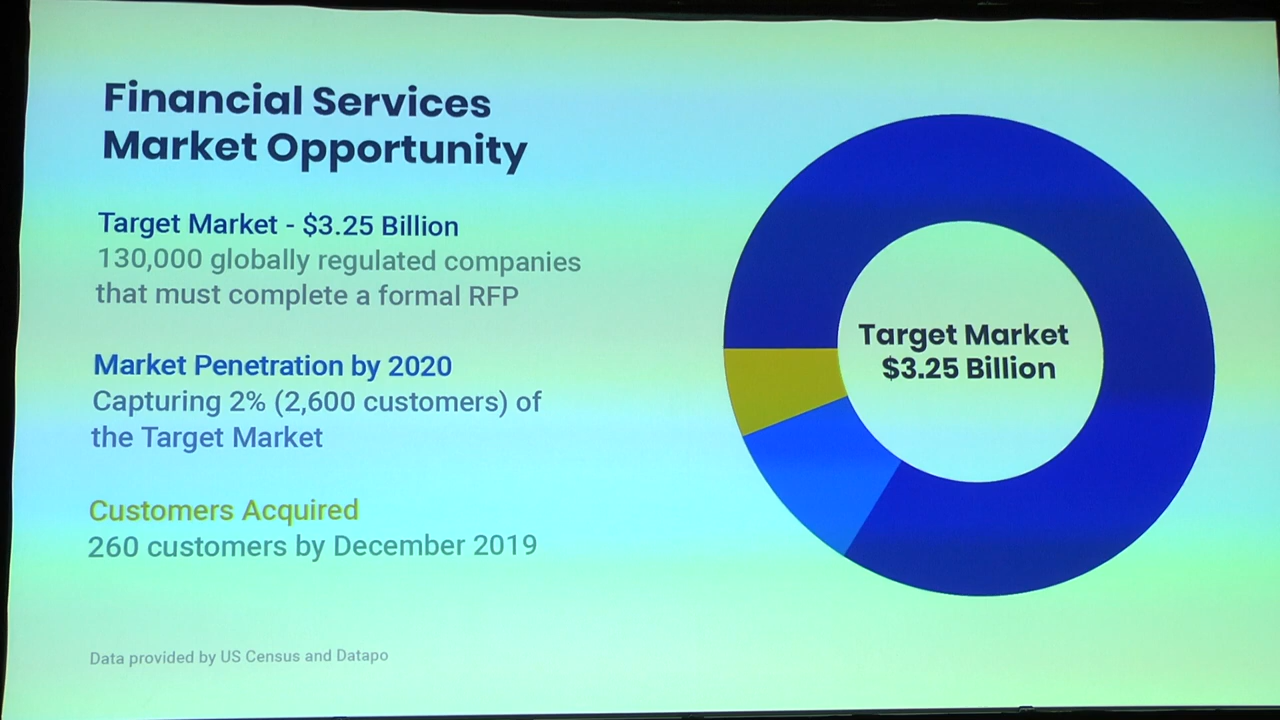 Financial Services
Market Opportunity
Target Market - $3.25 Billion
130,000 globally regulated companies
that must complete a formal RFP
Market Penetration by 2020
Capturing 2% (2,600 customers) of
the Target Market
Customers Acquired
260 customers by December 2019
Data provided by US Census and Datapo
Target Market
$3.25 Billion